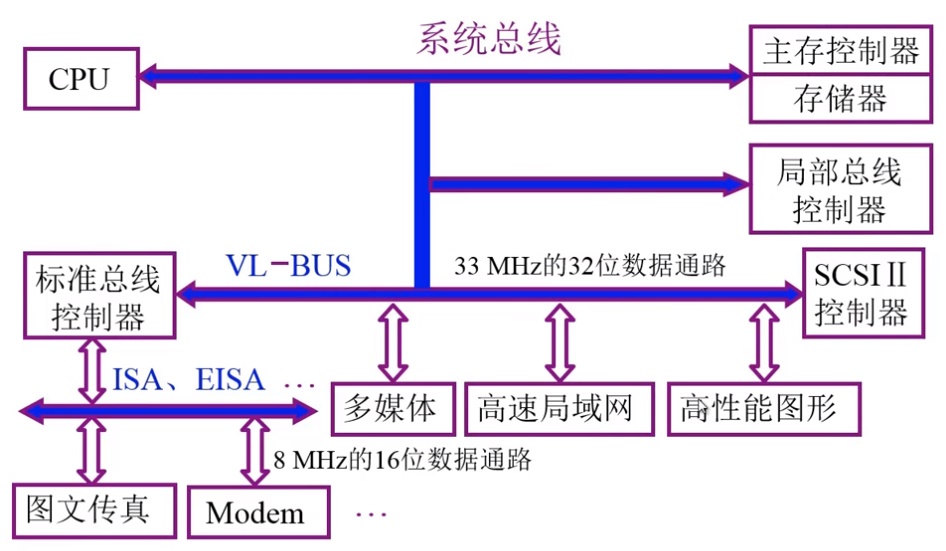 系统总线
CPU
主存控制器
存储器
局部总线
控制器
VL-BUS
33 MHz的32位数据通路
标准总线
控制器
SCSIⅡ
控制器
ISA、EISA …
多媒体
高速局域网
高性能图形
8 MHz的16位数据通路
图文传真
Modem
…